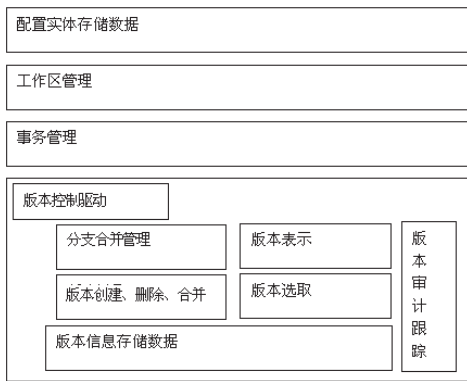 配置实体存储数据
工作区管理
事务管理
版本控制驱动
分支合并管理
版本表示
版本创建、删除、合并
版本选取
版本信息存储数据
版本审计跟踪